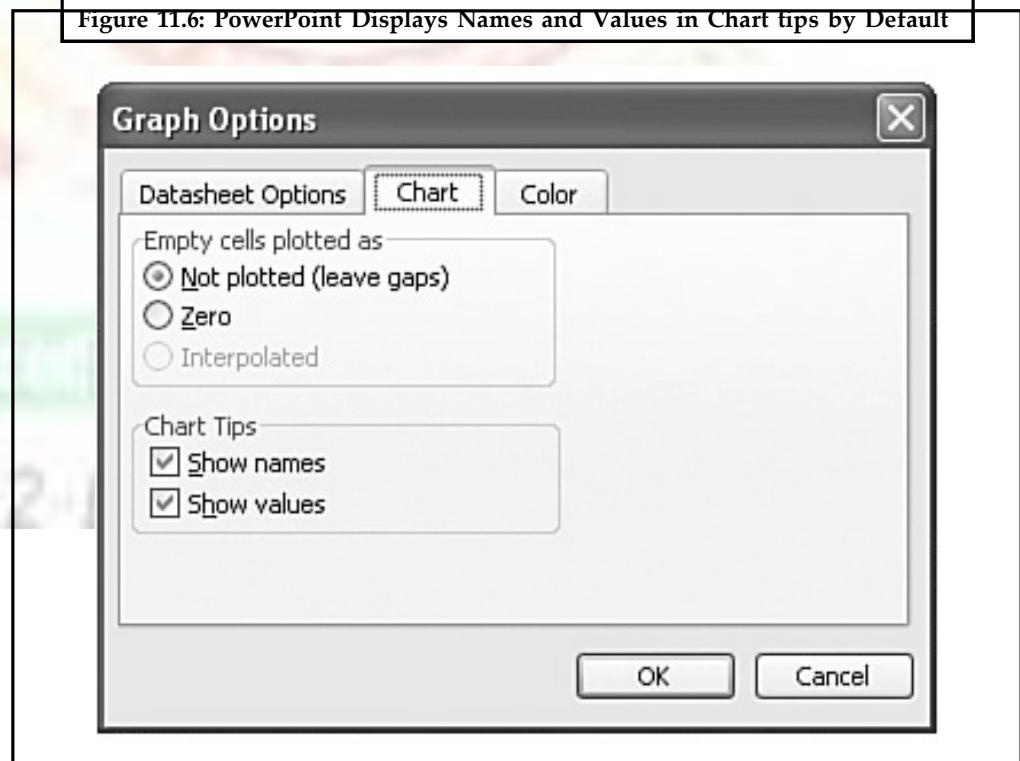 Figure 11.6: PowerPoint Displays Names and Values in Chart tips by Default
Graph Options
Datasheet Options Chart Color
Empty cells plotted as
Not plotted (leave gaps)
Zero
Interpolated
Chart Tips
Show names
Show values
OK Cancel